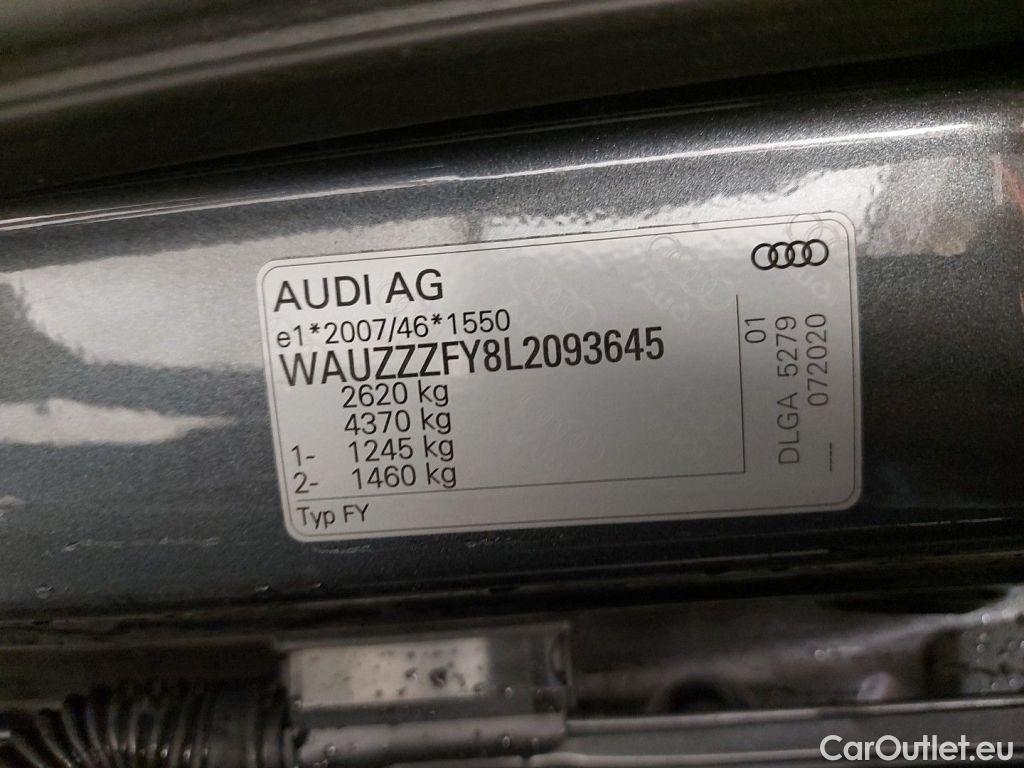 AUDI AG
e1*2007/46*1550
WAUZZZFY8L2093645
2620 kg
4370 kg
1- 1245 kg
2- 1460 kg
Typ FY
01
DLGA 5279
072020
CarOutlet.eu